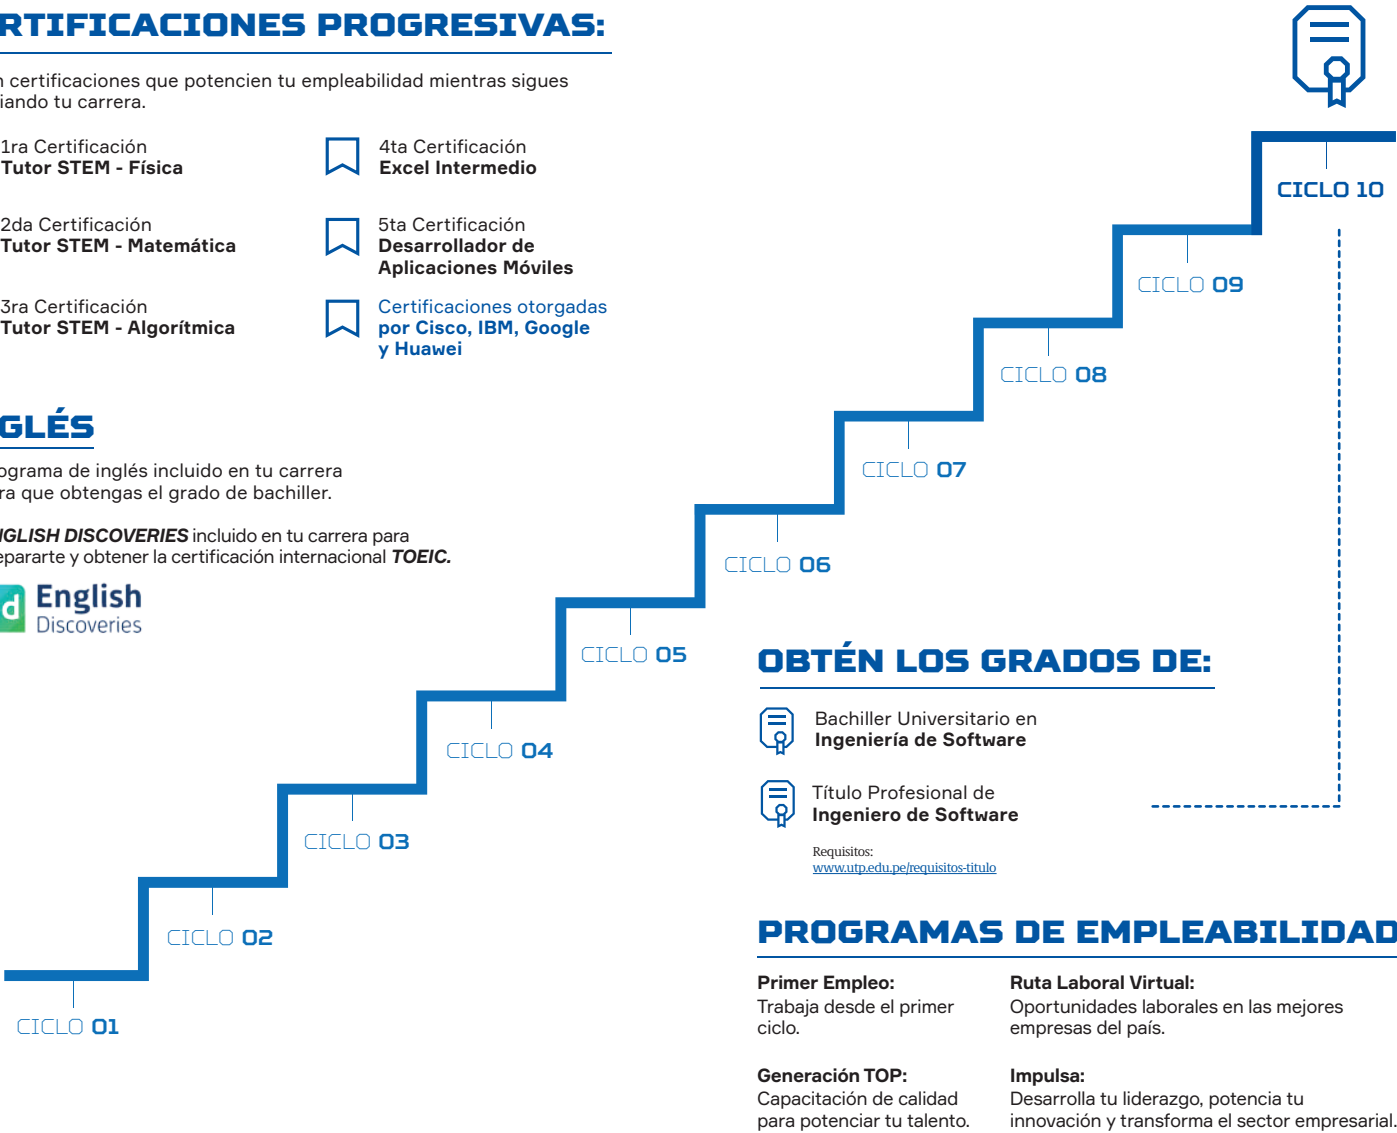 RTIFICACIONES PROGRESIVAS:
n certificaciones que potencien tu empleabilidad mientras sigues
iando tu carrera.
1ra Certificación
Tutor STEM - Física
2da Certificación
Tutor STEM - Matemática
3ra Certificación
Tutor STEM - Algorítmica
4ta Certificación
Excel Intermedio
5ta Certificación
Desarrollador de
Aplicaciones Móviles
Certificaciones otorgadas
por Cisco, IBM, Google
y Huawei
GLÉS
ograma de inglés incluido en tu carrera
ra que obtengas el grado de bachiller.
NGLISH DISCOVERIES incluido en tu carrera para
epararte y obtener la certificación internacional TOEIC.
d English
Discoveries
CICLO 10
CICLO 09
CICLO 08
CICLO 07
CICLO 06
CICLO 05
CICLO 04
CICLO 03
CICLO 02
CICLO 01
OBTÉN LOS GRADOS DE:
Bachiller Universitario en
Ingeniería de Software
Título Profesional de
Ingeniero de Software
Requisitos:
www.utp.edu.pe/requisitos-titulo
PROGRAMAS DE EMPLEABILIDAD
Primer Empleo:
Trabaja desde el primer
ciclo.
Ruta Laboral Virtual:
Oportunidades laborales en las mejores
empresas del país.
Generación TOP:
Capacitación de calidad
para potenciar tu talento.
Impulsa:
Desarrolla tu liderazgo, potencia tu
innovación y transforma el sector empresarial.